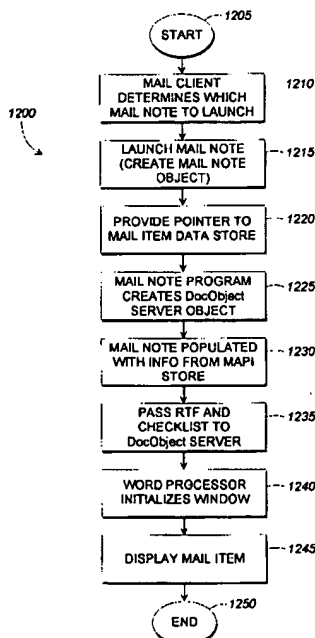 1205
START
1200
MAIL CLIENT
DETERMINES WHICH
MAIL NOTE TO LAUNCH
1210
LAUNCH MAIL NOTE
(CREATE MAIL NOTE
OBJECT)
1215
PROVIDE POINTER TO
MAIL ITEM DATA STORE
1220
MAIL NOTE PROGRAM
CREATES DocObject
SERVER OBJECT
1225
MAIL NOTE POPULATED
WITH INFO FROM MAPI
STORE
1230
PASS RTF AND
CHECKLIST TO
DocObject SERVER
1235
WORD PROCESSOR
INITIALIZES WINDOW
1240
DISPLAY MAIL ITEM
1245
END
1250